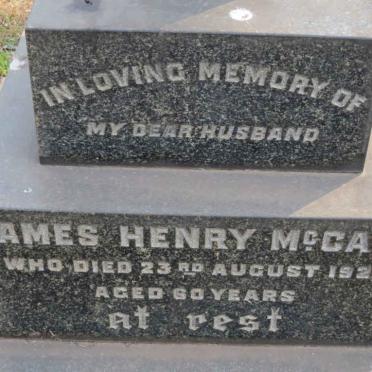 IN LOVING MEMORY OF
MY DEAR HUSBAND
AMES HENRY McCA
WHO DIED 23RD AUGUST 192
AGED 60 YEARS
at rest